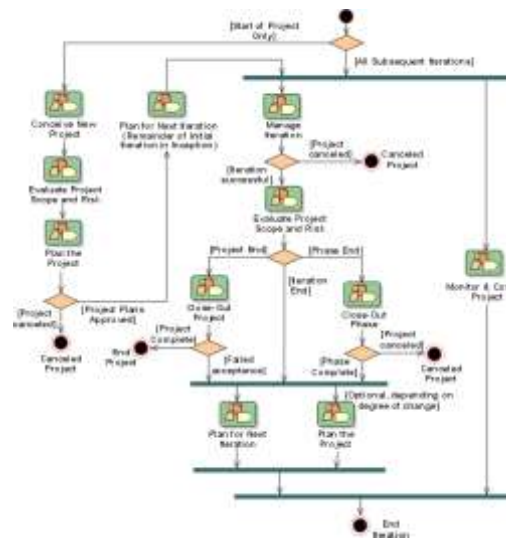 [Start of Project
Only]
[All Subsequent Iterations]
Conceive New
Project
Plan for Next Iteration
(Remainder of Initial
Iteration in Inception)
Manage
Iteration
[Project
canceled]
Canceled
Project
[Iteration
successful]
Evaluate Project
Scope and Risk
Evaluate Project
Scope and Risk
Plan the
Project
[Project End]
[Phase End]
[Iteration
End]
Monitor & Co
Project
[Project
canceled]
[Project Plans
Approved]
Close-Out
Project
Close-Out
Phase
Canceled
Project
End
Project
[Project
Complete]
[Failed
acceptance]
[Project
canceled]
[Phase
Complete]
Canceled
Project
[Optional, depending on
degree of change]
Plan for Next
Iteration
Plan the
Project
End
Iteration